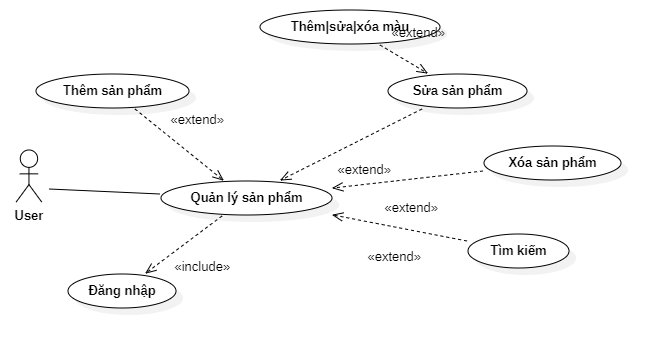 Thêm|sửa|xóa màu
«extend»
Thêm sản phẩm
Sửa sản phẩm
«extend»
Xóa sản phẩm
«extend»
Quản lý sản phẩm
User
«extend»
Tìm kiếm
«extend»
«include»
Đăng nhập